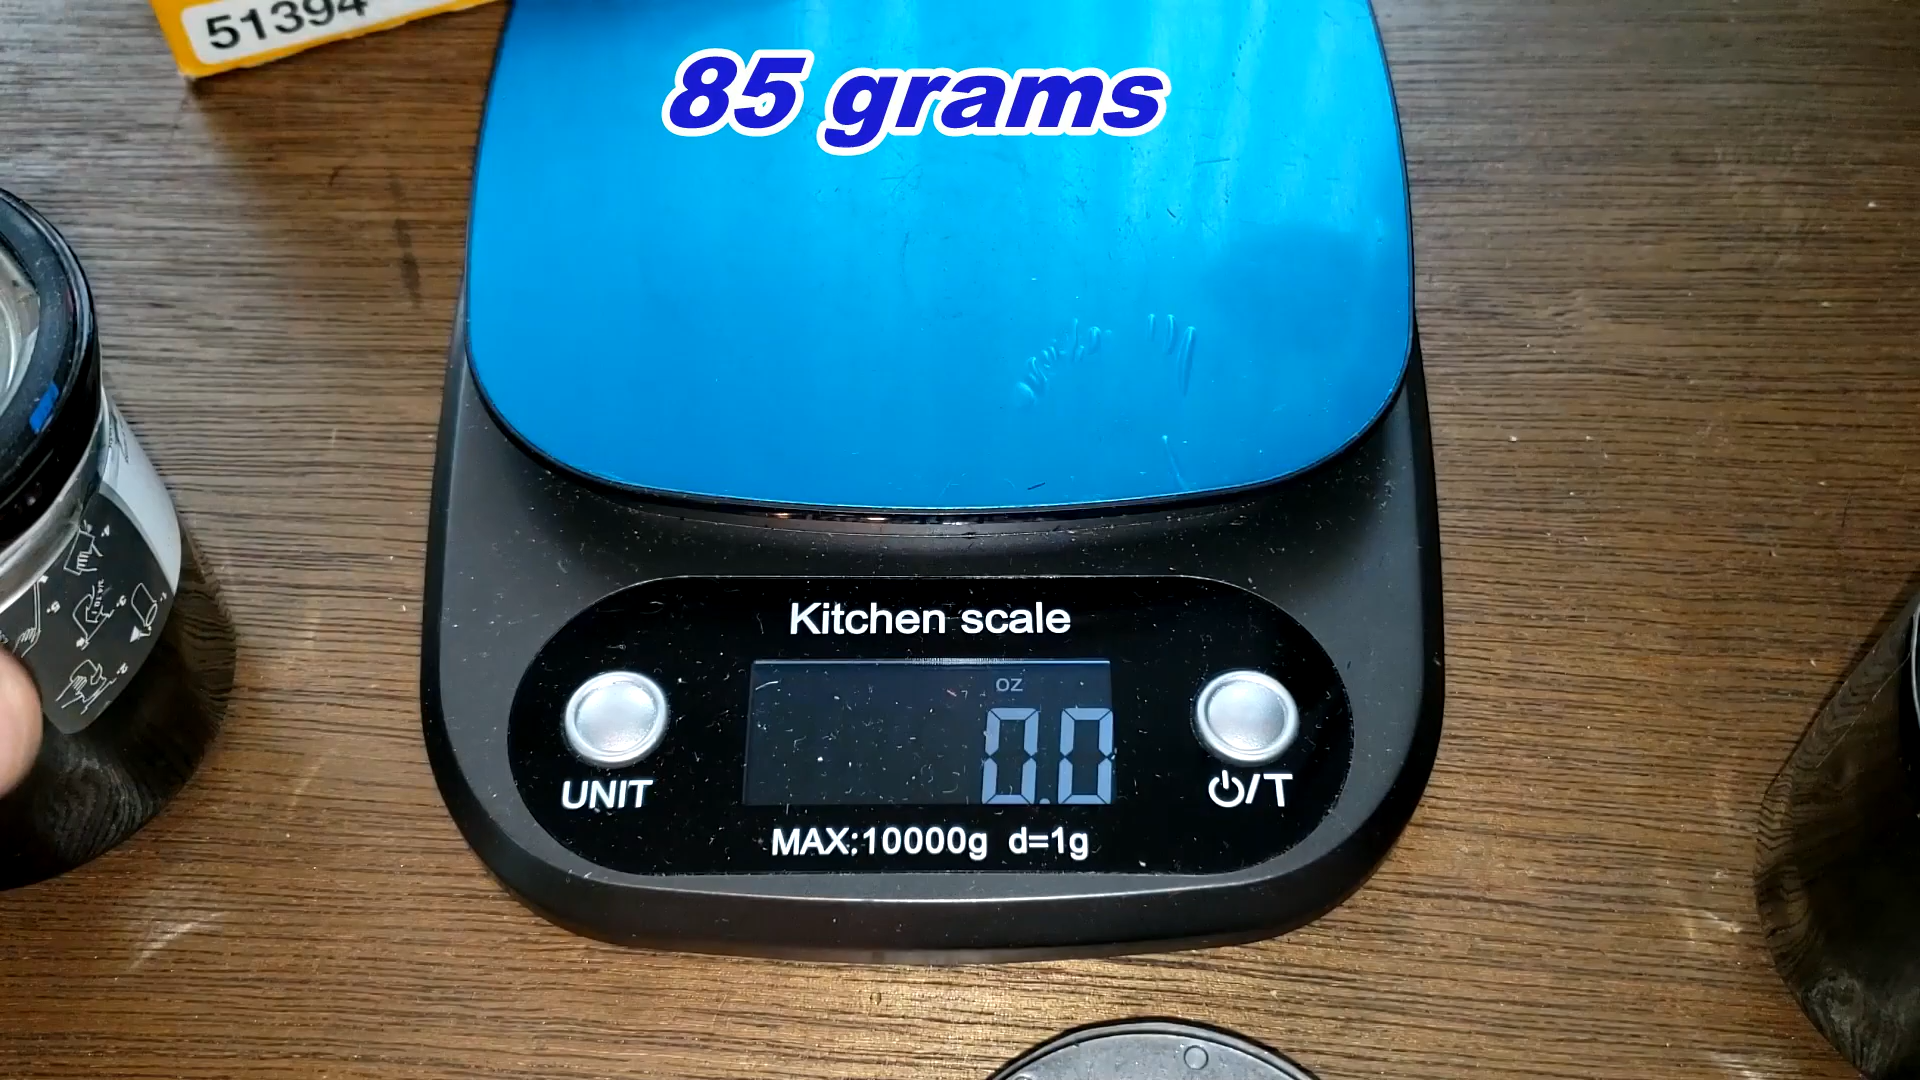 51394
85 grams
Kitchen scale
oz
0.0
UNIT
⏻/T
MAX:10000g d=1g